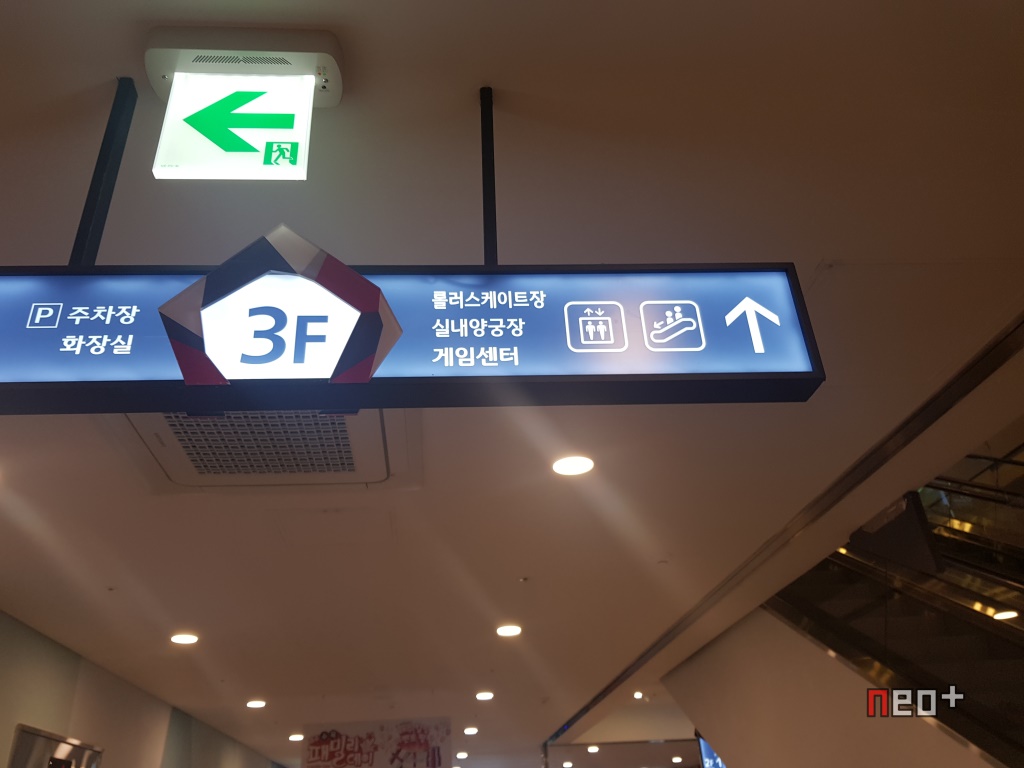 P 주차장
화장실
3F
롤러스케이트장
실내양궁장
게임센터
neo+